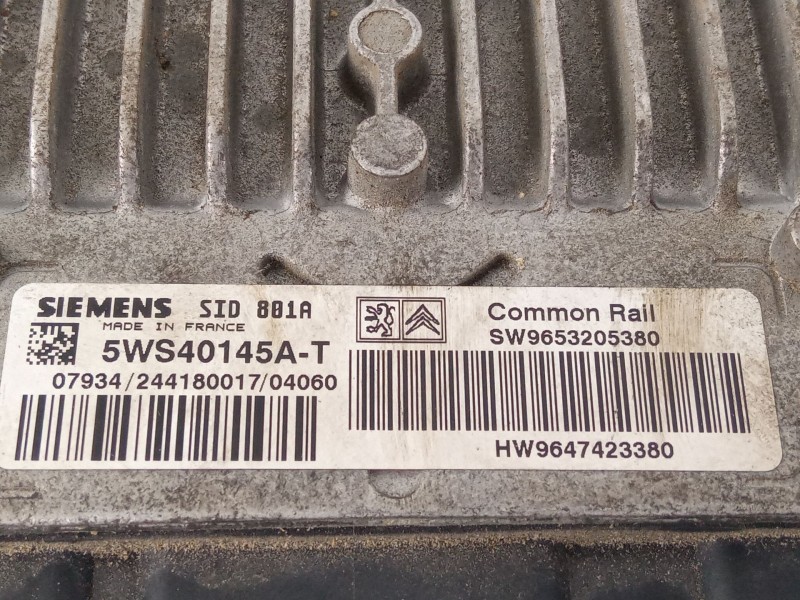 SIEMENS SID 801A
MADE IN FRANCE
5WS40145A-T
07934/244180017/04060
Common Rail
SW9653205380
HW9647423380